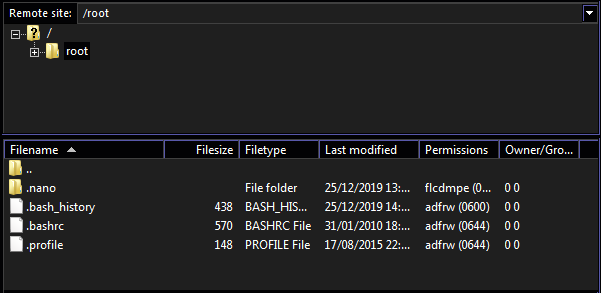 Remote site: /root
/
root
Filename Filesize Filetype Last modified Permissions Owner/Gro...
..
.nano File folder 25/12/2019 13:... flcdmpe (0... 0 0
.bash_history 438 BASH_HIS... 25/12/2019 14:... adfrw (0600) 0 0
.bashrc 570 BASHRC File 31/01/2010 18:... adfrw (0644) 0 0
.profile 148 PROFILE File 17/08/2015 22:... adfrw (0644) 0 0